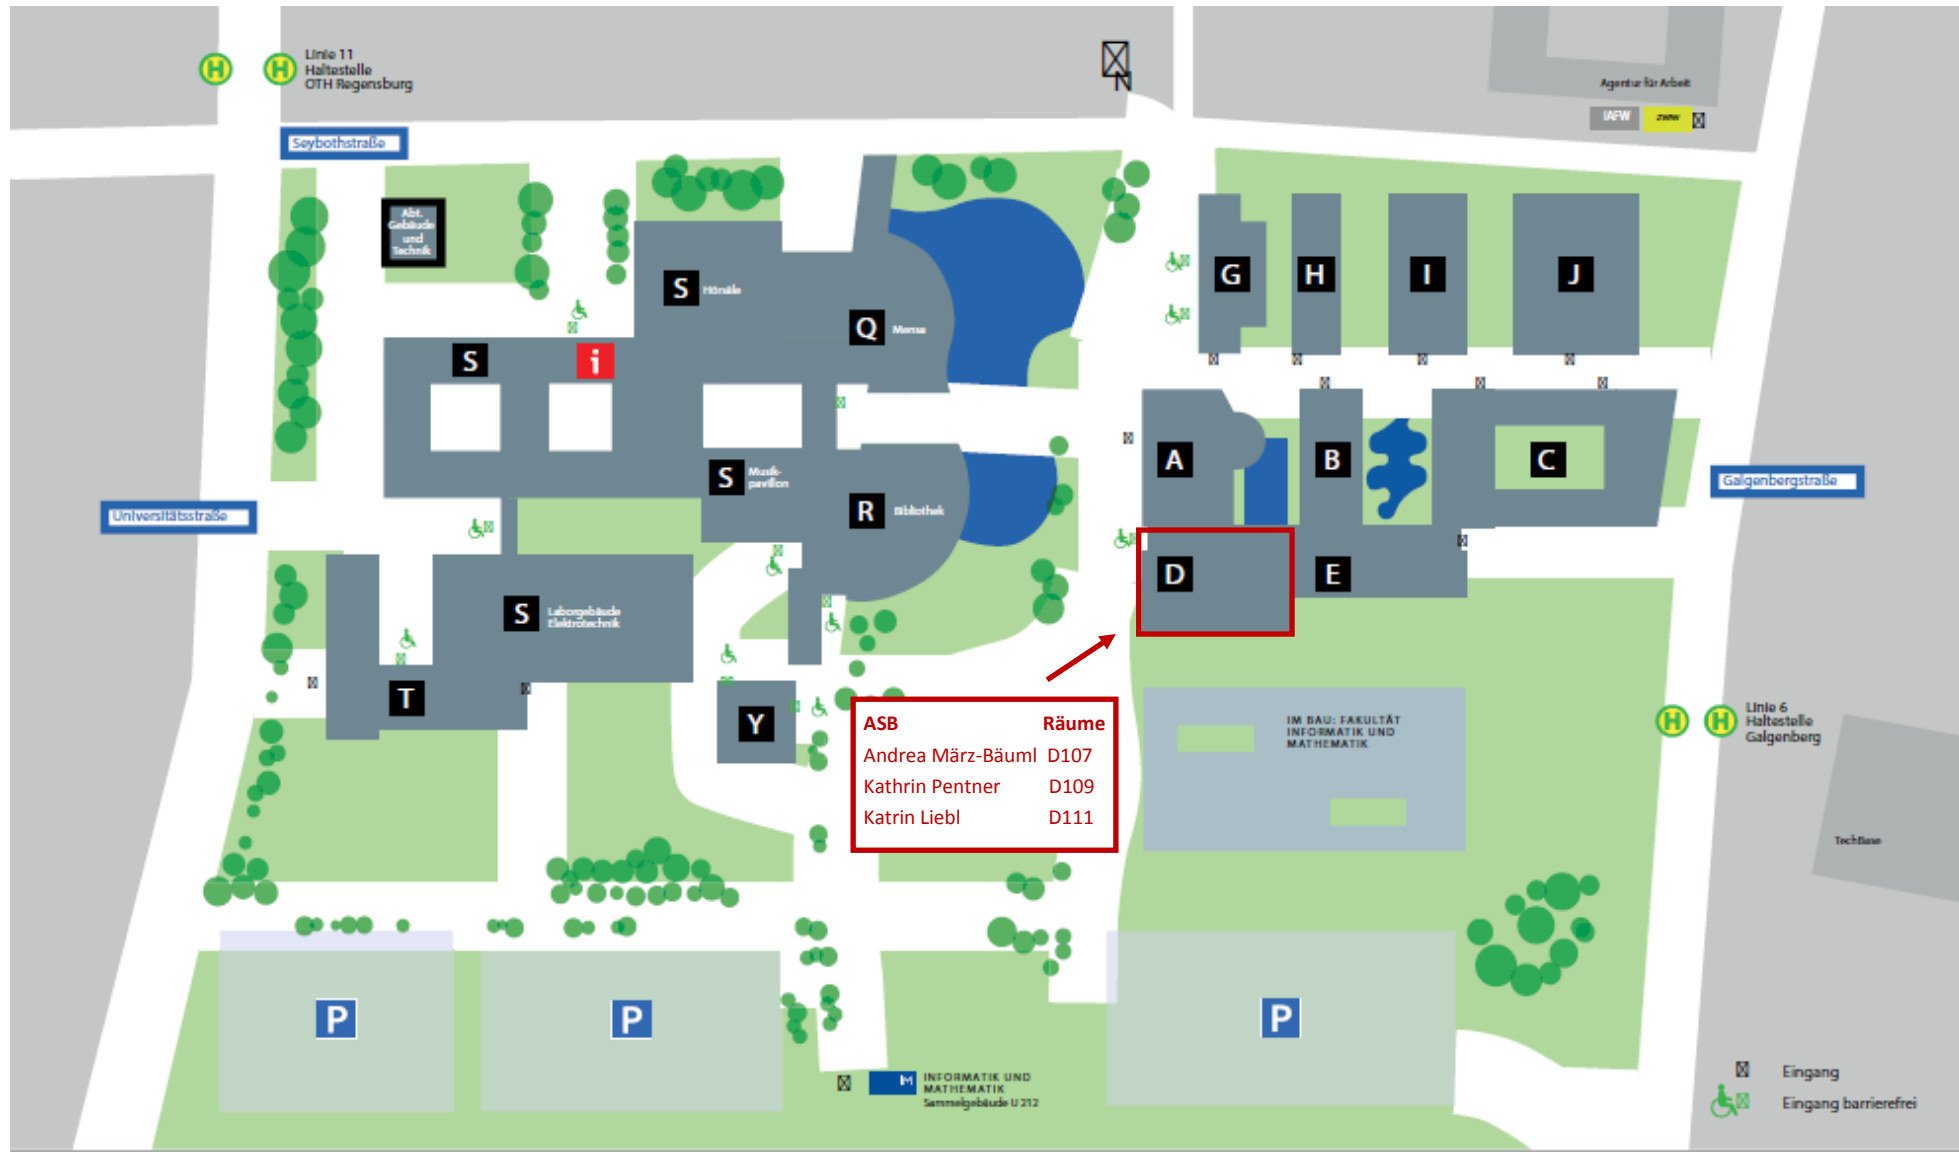 Linie 11
Haltestelle
OTH Regensburg
N
Agentur für Arbeit
IAFW
ZWW
Seybothstraße
Abt.
Gebäude
und
Technik
S Hörsäle
Q Mensa
G
H
I
J
S
i
A
B
C
S Musik-
pavillon
R Bibliothek
Universitätsstraße
Galgenbergstraße
D
E
S Laborgebäude
Elektrotechnik
T
Y
ASB Räume
Andrea März-Bäuml D107
Kathrin Pentner D109
Katrin Liebl D111
IM BAU: FAKULTÄT
INFORMATIK UND
MATHEMATIK
Linie 6
Haltestelle
Galgenberg
TechBase
P
P
P
IM
INFORMATIK UND
MATHEMATIK
Sammelgebäude U 212
Eingang
Eingang barrierefrei
H
H
H
H